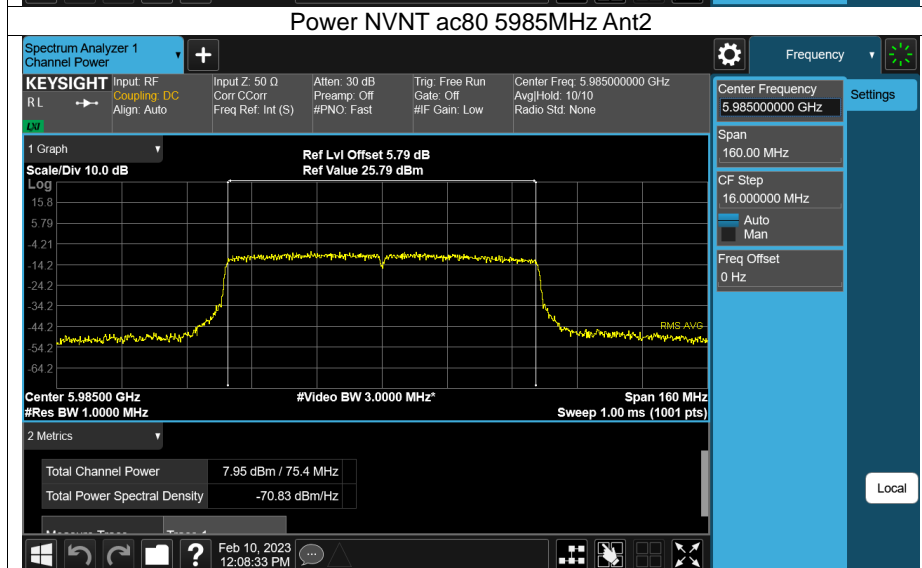 Power NVNT ac80 5985MHz Ant2
Spectrum Analyzer 1
Channel Power
+
Frequency
KEYSIGHT
RL
LXI
Input: RF
Coupling: DC
Align: Auto
Input Z: 50 Ω
Corr CCorr
Freq Ref: Int (S)
Atten: 30 dB
Preamp: Off
#PNO: Fast
Trig: Free Run
Gate: Off
#IF Gain: Low
Center Freq: 5.985000000 GHz
Avg|Hold: 10/10
Radio Std: None
Center Frequency
5.985000000 GHz
Settings
Span
160.00 MHz
CF Step
16.000000 MHz
Auto
Man
Freq Offset
0 Hz
1 Graph
Scale/Div 10.0 dB
Ref Lvl Offset 5.79 dB
Ref Value 25.79 dBm
Log
15.8
5.79
-4.21
-14.2
-24.2
-34.2
-44.2
-54.2
-64.2
RMS AVG
Center 5.98500 GHz
#Video BW 3.0000 MHz*
Span 160 MHz
#Res BW 1.0000 MHz
Sweep 1.00 ms (1001 pts)
2 Metrics
Total Channel Power 7.95 dBm / 75.4 MHz
Total Power Spectral Density -70.83 dBm/Hz
Local
?
Feb 10, 2023
12:08:33 PM